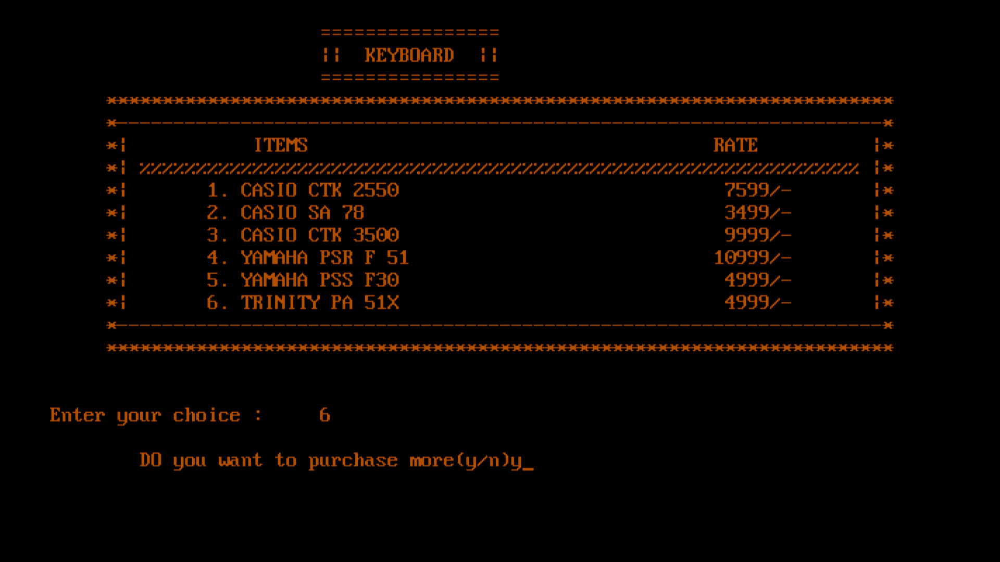 ================
|| KEYBOARD ||
================
**********************************************************************
*--------------------------------------------------------------------*
*| ITEMS RATE |*
*| %%%%%%%%%%%%%%%%%%%%%%%%%%%%%%%%%%%%%%%%%%%%%%%%%%%%%%%%%%%%%%%% |*
*| 1. CASIO CTK 2550 7599/- |*
*| 2. CASIO SA 78 3499/- |*
*| 3. CASIO CTK 3500 9999/- |*
*| 4. YAMAHA PSR F 51 10999/- |*
*| 5. YAMAHA PSS F30 4999/- |*
*| 6. TRINITY PA 51X 4999/- |*
*--------------------------------------------------------------------*
**********************************************************************
Enter your choice : 6
DO you want to purchase more(y/n)y_